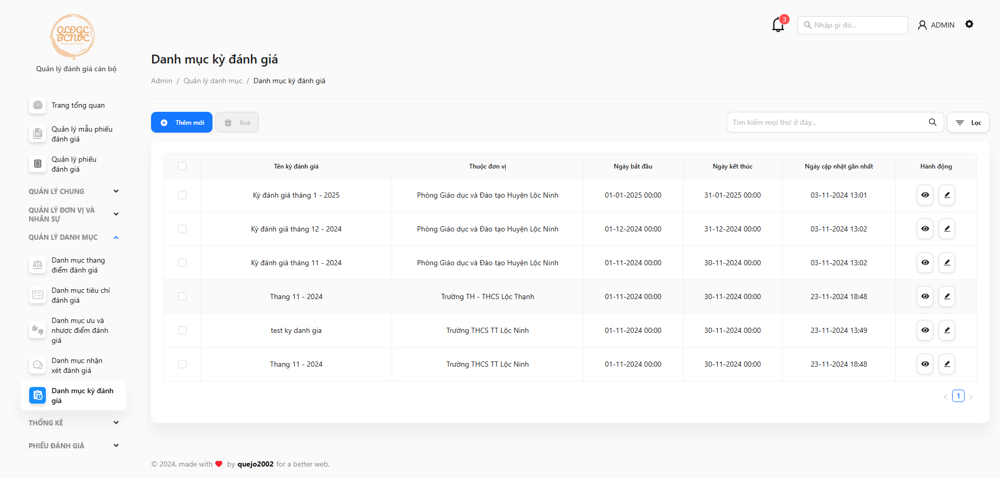 QLĐGC
BCNVC
Quản lý đánh giá cán bộ
3
Nhập gì đó...
ADMIN
Danh mục kỳ đánh giá
Admin / Quản lý danh mục / Danh mục kỳ đánh giá
Trang tổng quan
Quản lý mẫu phiếu
đánh giá
Quản lý phiếu
đánh giá
QUẢN LÝ CHUNG
QUẢN LÝ ĐƠN VỊ VÀ
NHÂN SỰ
QUẢN LÝ DANH MỤC
Danh mục thang
điểm đánh giá
Danh mục tiêu chí
đánh giá
Danh mục ưu và
nhược điểm đánh
giá
Danh mục nhận
xét đánh giá
Danh mục kỳ đánh
giá
THỐNG KÊ
PHIẾU ĐÁNH GIÁ
Thêm mới Xoá Tìm kiếm mọi thứ ở đây... Lọc
Tên kỳ đánh giá Thuộc đơn vị Ngày bắt đầu Ngày kết thúc Ngày cập nhật gần nhất Hành động
Kỳ đánh giá tháng 1 - 2025 Phòng Giáo dục và Đào tạo Huyện Lộc Ninh 01-01-2025 00:00 31-01-2025 00:00 03-11-2024 13:01
Kỳ đánh giá tháng 12 - 2024 Phòng Giáo dục và Đào tạo Huyện Lộc Ninh 01-12-2024 00:00 31-12-2024 00:00 03-11-2024 13:02
Kỳ đánh giá tháng 11 - 2024 Phòng Giáo dục và Đào tạo Huyện Lộc Ninh 01-11-2024 00:00 30-11-2024 00:00 03-11-2024 13:02
Thang 11 - 2024 Trường TH - THCS Lộc Thạnh 01-11-2024 00:00 30-11-2024 00:00 23-11-2024 18:48
test ky danh gia Trường THCS TT Lộc Ninh 01-11-2024 00:00 30-11-2024 00:00 23-11-2024 13:49
Thang 11 - 2024 Trường THCS TT Lộc Ninh 01-11-2024 00:00 30-11-2024 00:00 23-11-2024 18:48
< 1 >
© 2024, made with by quejo2002 for a better web.